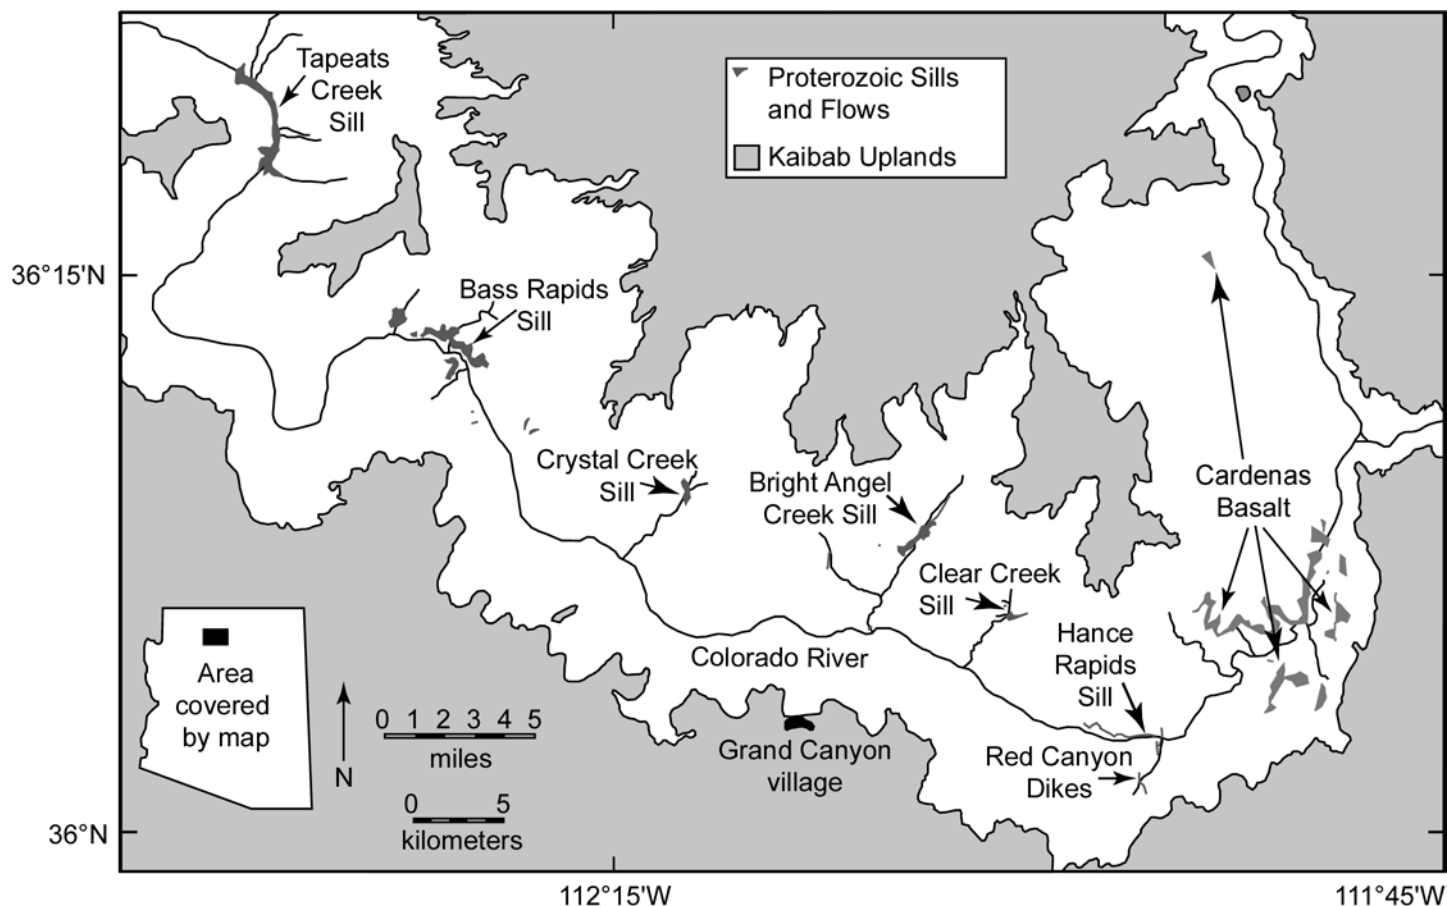 Tapeats
Creek
Sill
Proterozoic Sills
and Flows
Kaibab Uplands
36°15'N
Bass Rapids
Sill
Crystal Creek
Sill
Bright Angel
Creek Sill
Cardenas
Basalt
Clear Creek
Sill
Hance
Rapids
Sill
Colorado River
Area
covered
by map
0 1 2 3 4 5
miles
N
Grand Canyon
village
Red Canyon
Dikes
0 5
kilometers
36°N
112°15'W
111°45'W